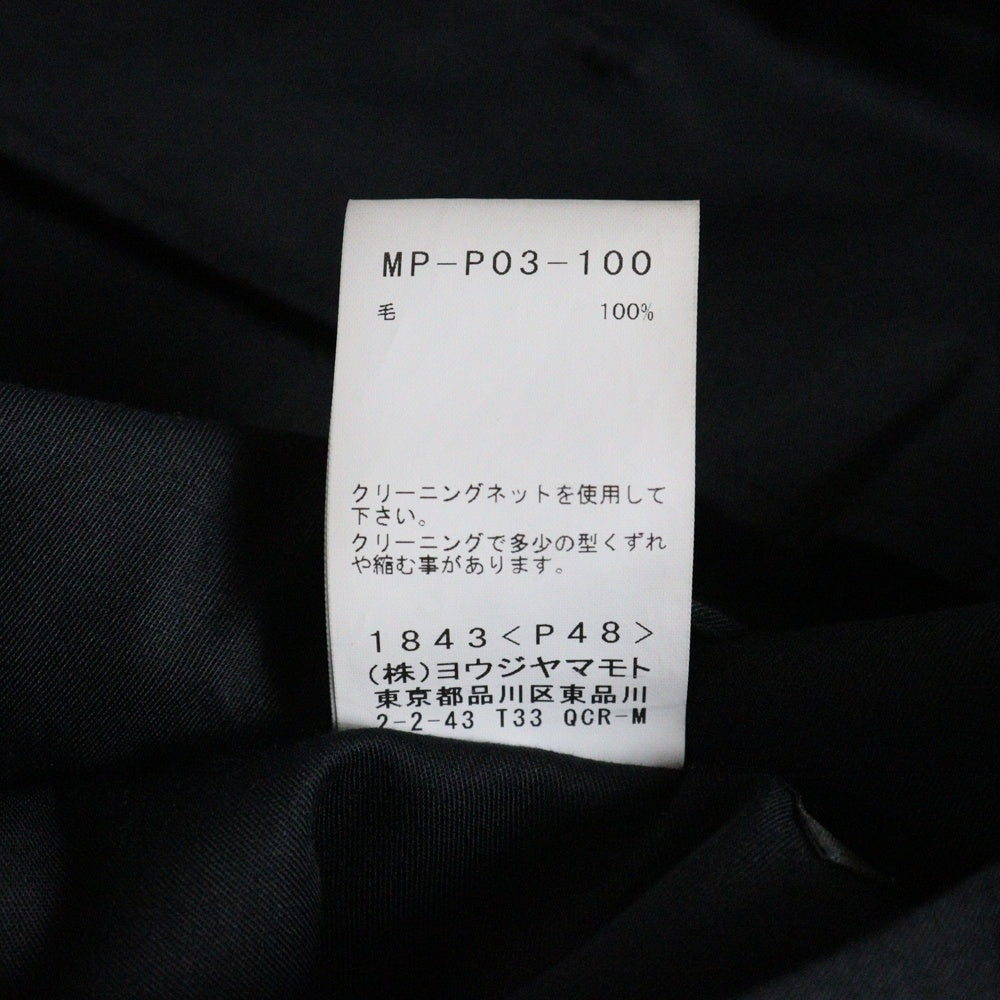 MP-P03-100
毛 100%
クリーニングネットを使用して
下さい。
クリーニングで多少の型くずれ
や縮む事があります。
1843<P48>
(株)ヨウジヤマモト
東京都品川区東品川
2-2-43 T33 QCR-M